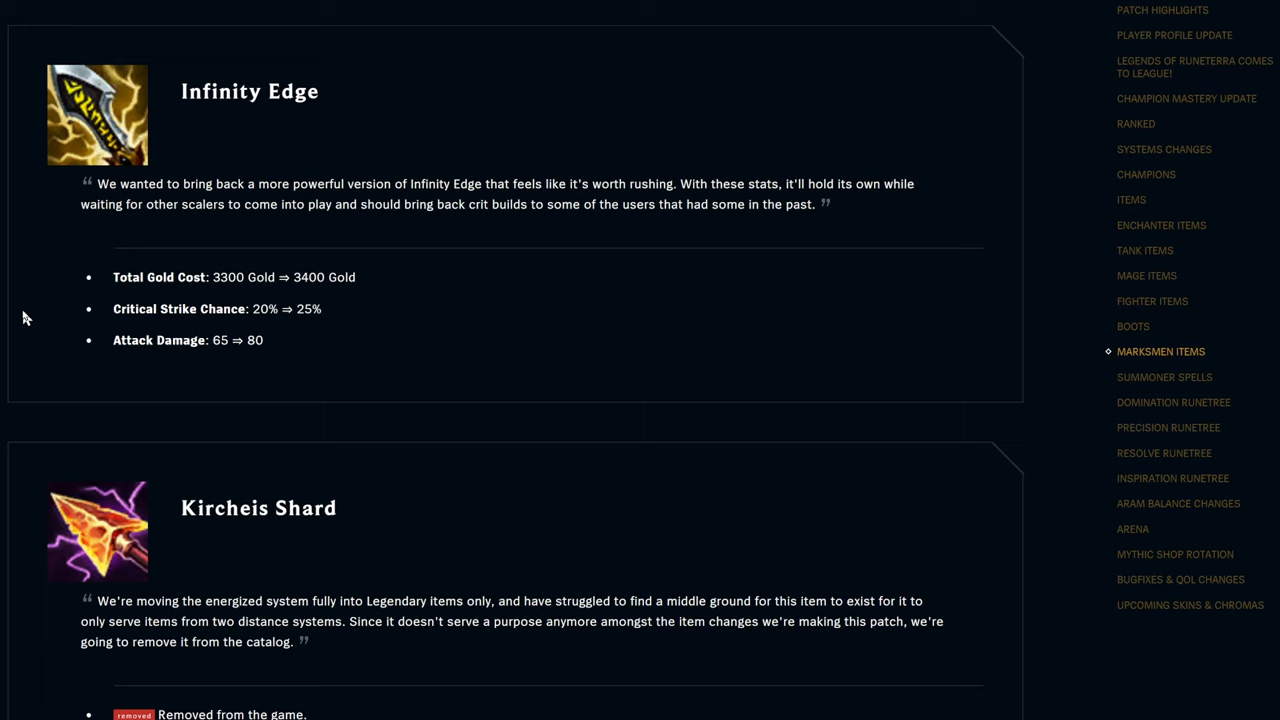 Infinity Edge
“ We wanted to bring back a more powerful version of Infinity Edge that feels like it's worth rushing. With these stats, it'll hold its own while
waiting for other scalers to come into play and should bring back crit builds to some of the users that had some in the past. ”
• Total Gold Cost: 3300 Gold ⇒ 3400 Gold
• Critical Strike Chance: 20% ⇒ 25%
• Attack Damage: 65 ⇒ 80
Kircheis Shard
“ We're moving the energized system fully into Legendary items only, and have struggled to find a middle ground for this item to exist for it to
only serve items from two distance systems. Since it doesn't serve a purpose anymore amongst the item changes we're making this patch, we're
going to remove it from the catalog. ”
• removed Removed from the game.
PATCH HIGHLIGHTS
PLAYER PROFILE UPDATE
LEGENDS OF RUNETERRA COMES
TO LEAGUE!
CHAMPION MASTERY UPDATE
RANKED
SYSTEMS CHANGES
CHAMPIONS
ITEMS
ENCHANTER ITEMS
TANK ITEMS
MAGE ITEMS
FIGHTER ITEMS
BOOTS
MARKSMEN ITEMS
SUMMONER SPELLS
DOMINATION RUNETREE
PRECISION RUNETREE
RESOLVE RUNETREE
INSPIRATION RUNETREE
ARAM BALANCE CHANGES
ARENA
MYTHIC SHOP ROTATION
BUGFIXES & QOL CHANGES
UPCOMING SKINS & CHROMAS